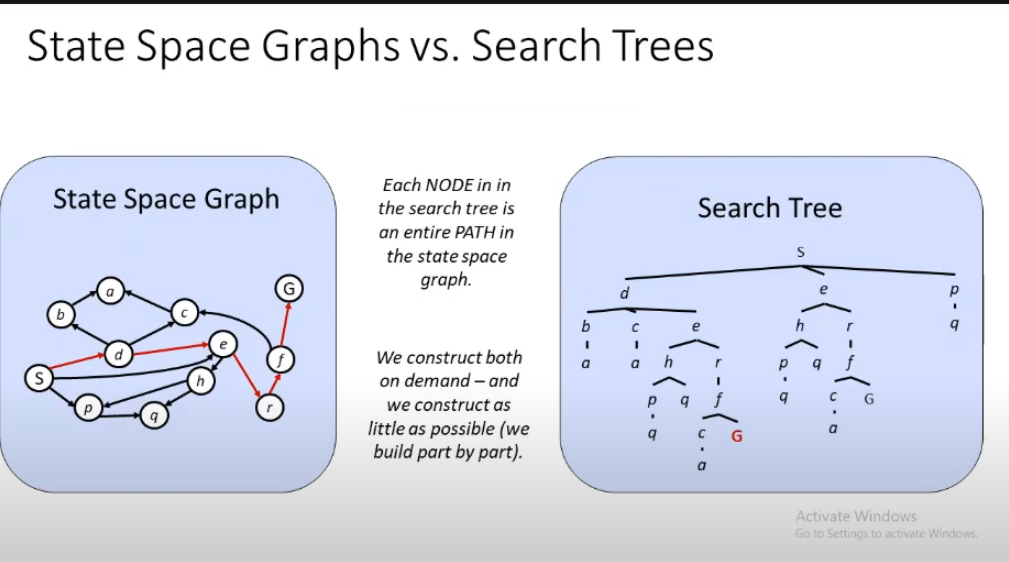 State Space Graphs vs. Search Trees
State Space Graph
a
G
b
c
e
d
f
S
h
p
q
r
Each NODE in in
the search tree is
an entire PATH in
the state space
graph.
We construct both
on demand – and
we construct as
little as possible (we
build part by part).
Search Tree
S
d e p
b c e h r q
a a h r p q f
p q f q c G
q c G a
a
Activate Windows
Go to Settings to activate Windows.